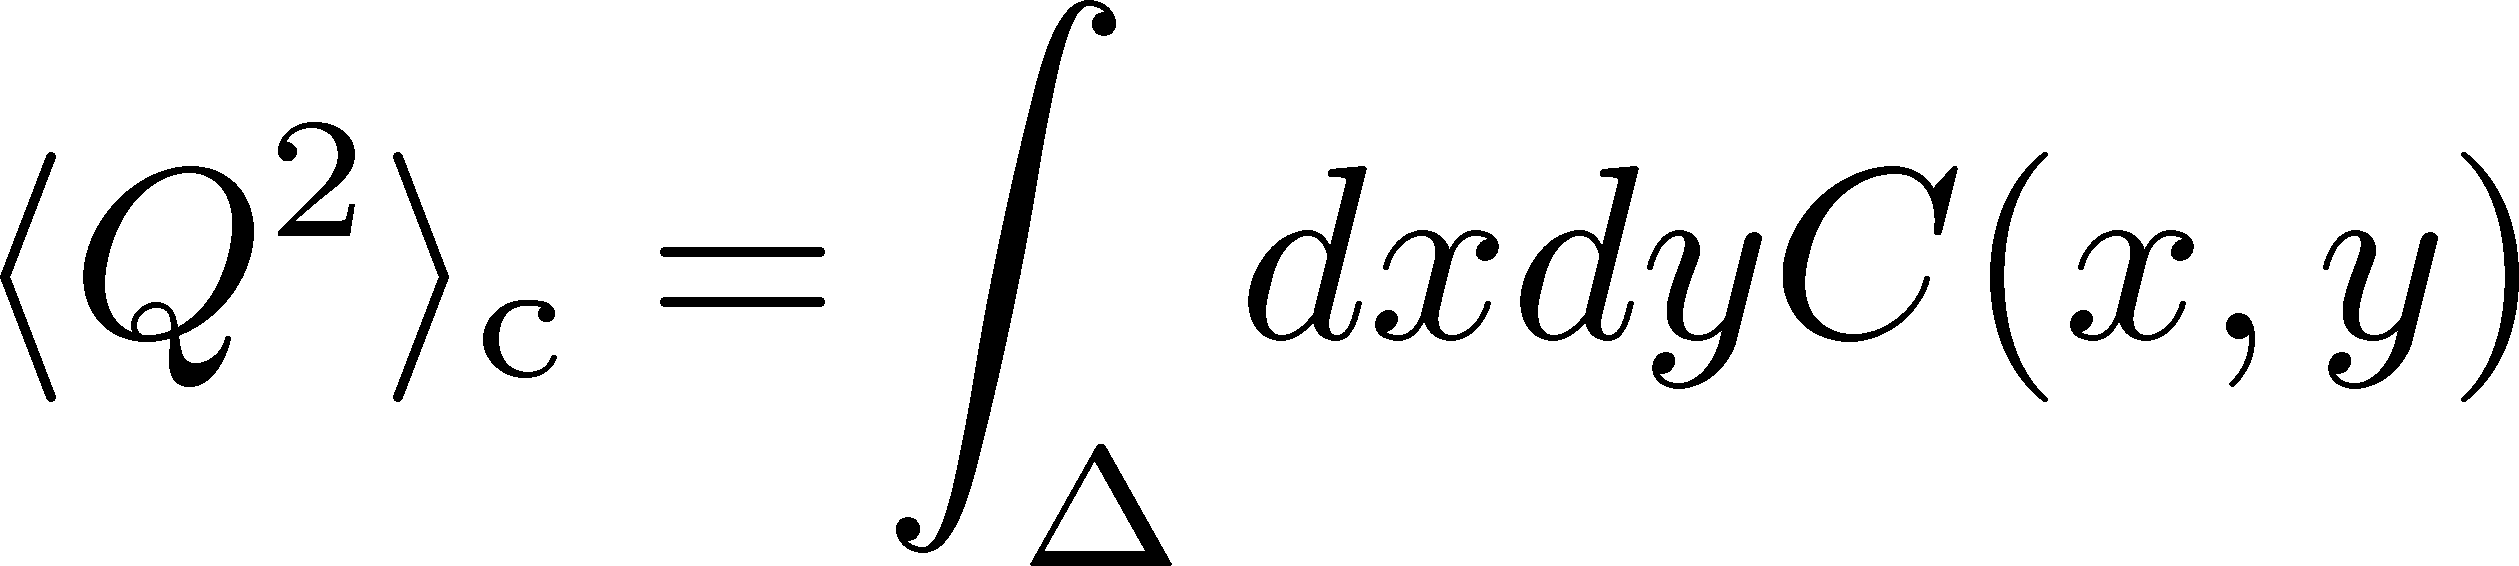 ⟨Q²⟩_c = ∫_Δ dxdyC(x, y)